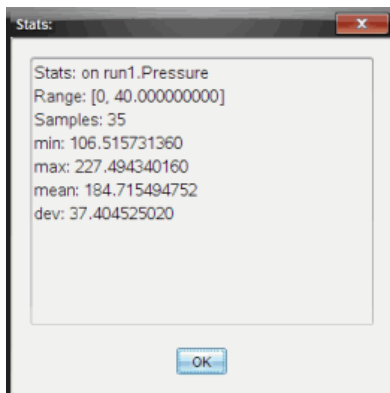 Stats:
Stats: on run1.Pressure
Range: [0, 40.000000000]
Samples: 35
min: 106.515731360
max: 227.494340160
mean: 184.715494752
dev: 37.404525020
OK